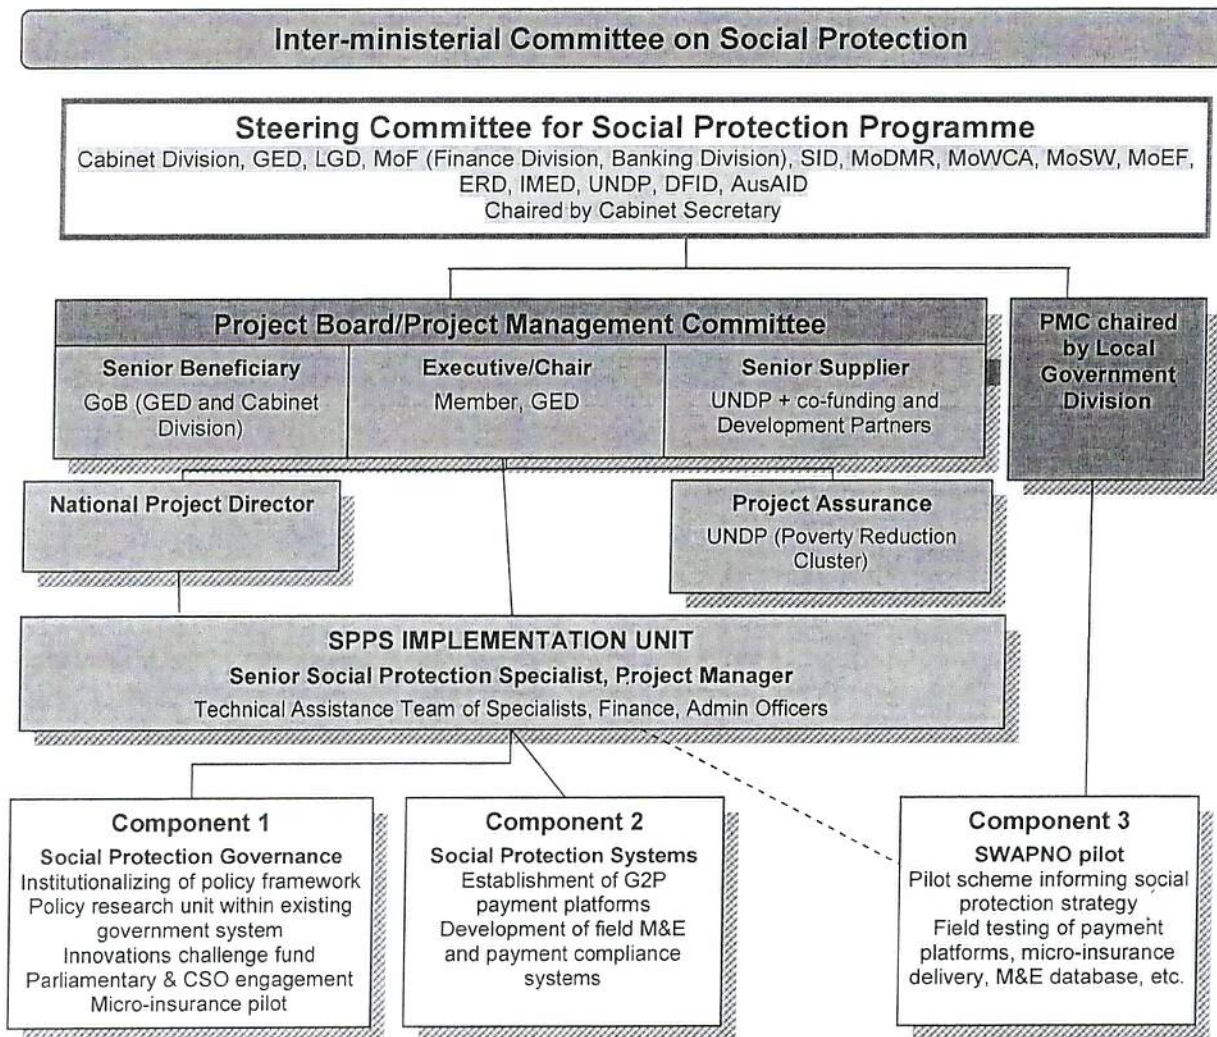 Inter-ministerial Committee on Social Protection
Steering Committee for Social Protection Programme
Cabinet Division, GED, LGD, MoF (Finance Division, Banking Division), SID, MoDMR, MoWCA, MoSW, MoEF,
ERD, IMED, UNDP, DFID, AusAID
Chaired by Cabinet Secretary
Project Board/Project Management Committee
Senior Beneficiary
GoB (GED and Cabinet
Division)
Executive/Chair
Member, GED
Senior Supplier
UNDP + co-funding and
Development Partners
PMC chaired
by Local
Government
Division
National Project Director
Project Assurance
UNDP (Poverty Reduction
Cluster)
SPPS IMPLEMENTATION UNIT
Senior Social Protection Specialist, Project Manager
Technical Assistance Team of Specialists, Finance, Admin Officers
Component 1
Social Protection Governance
Institutionalizing of policy framework
Policy research unit within existing
government system
Innovations challenge fund
Parliamentary & CSO engagement
Micro-insurance pilot
Component 2
Social Protection Systems
Establishment of G2P
payment platforms
Development of field M&E
and payment compliance
systems
Component 3
SWAPNO pilot
Pilot scheme informing social
protection strategy
Field testing of payment
platforms, micro-insurance
delivery, M&E database, etc.